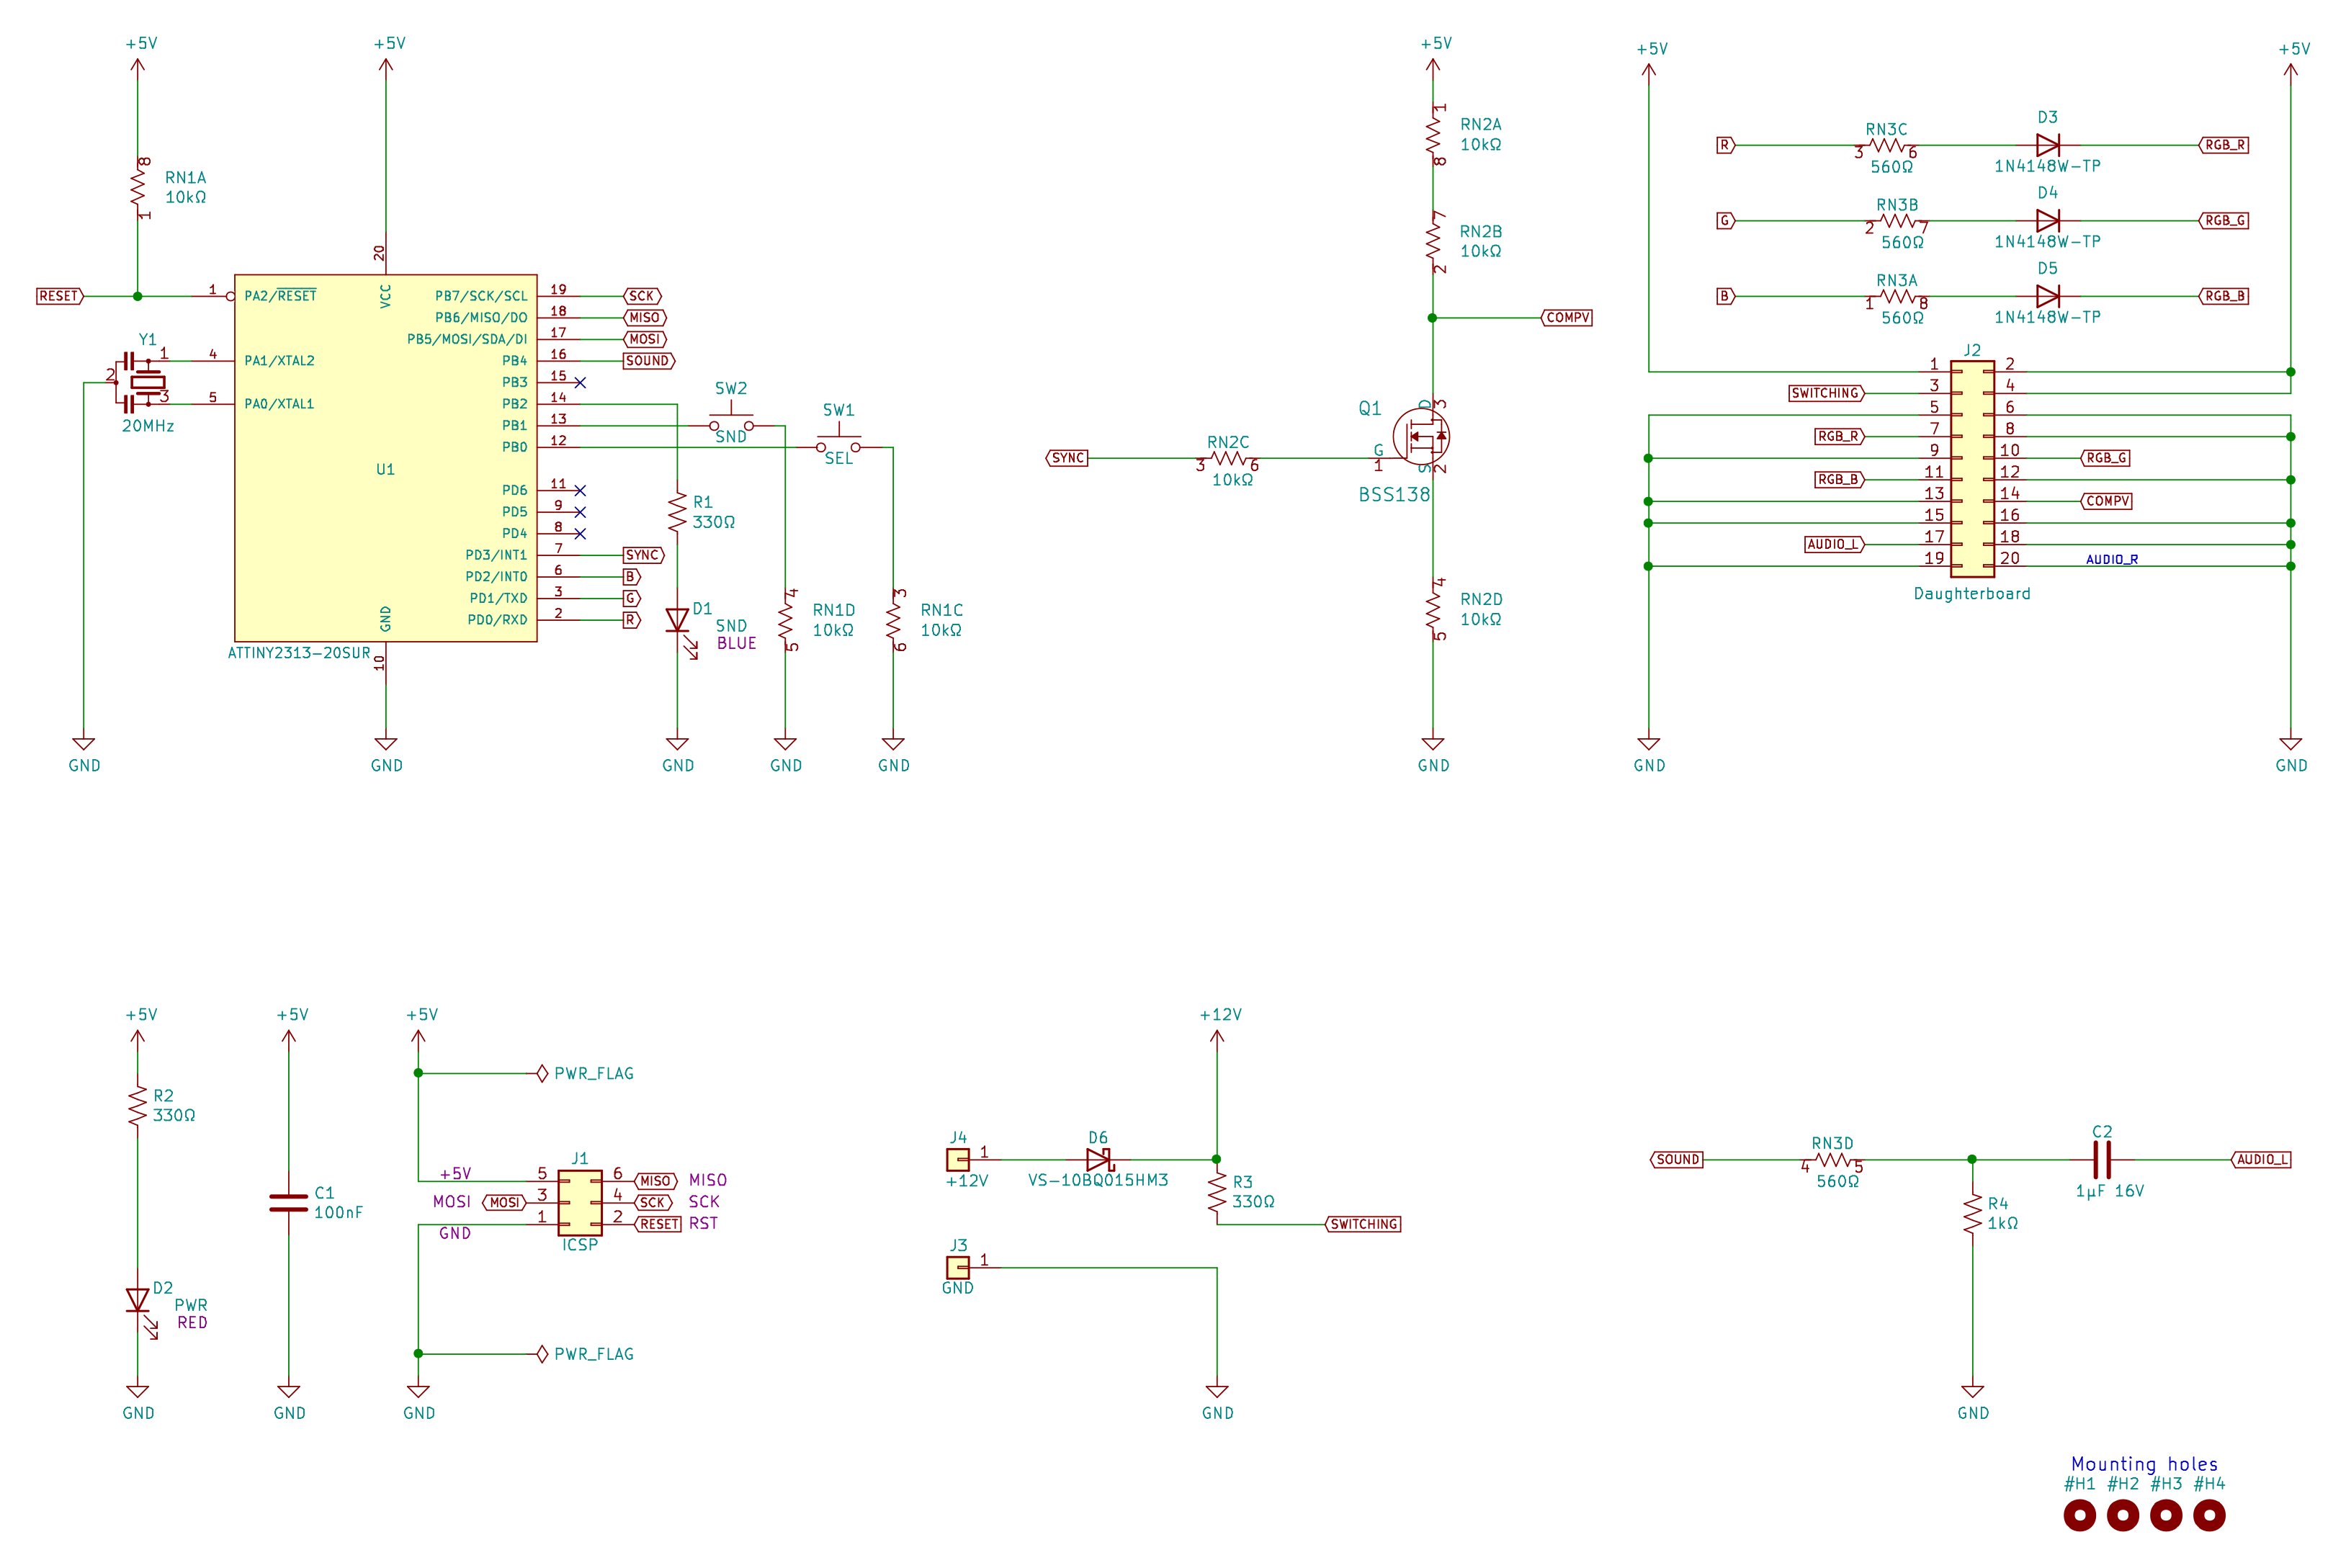 +5V
+5V
RN1A
10kΩ
8
1
RESET
1
20
PA2/RESET
VCC
Y1
1
2
3
20MHz
4
5
PA1/XTAL2
PA0/XTAL1
U1
GND
10
ATTINY2313-20SUR
PB7/SCK/SCL
19
SCK
PB6/MISO/DO
18
MISO
PB5/MOSI/SDA/DI
17
MOSI
PB4
16
SOUND
PB3
15
PB2
14
PB1
13
PB0
12
PD6
11
PD5
9
PD4
8
PD3/INT1
7
SYNC
PD2/INT0
6
B
PD1/TXD
3
G
PD0/RXD
2
R
SW2
SND
SW1
SEL
R1
330Ω
D1
SND
BLUE
4
RN1D
10kΩ
5
3
RN1C
10kΩ
6
GND
GND
GND
GND
GND
+5V
1
RN2A
10kΩ
8
7
RN2B
10kΩ
2
COMPV
Q1
D
3
G
1
S
2
BSS138
SYNC
RN2C
3
6
10kΩ
4
RN2D
10kΩ
5
GND
+5V
+5V
R
RN3C
3
6
560Ω
D3
1N4148W-TP
RGB_R
G
RN3B
2
7
560Ω
D4
1N4148W-TP
RGB_G
B
RN3A
1
8
560Ω
D5
1N4148W-TP
RGB_B
J2
1
2
SWITCHING
3
4
5
6
RGB_R
7
8
9
10
RGB_G
RGB_B
11
12
13
14
COMPV
15
16
AUDIO_L
17
18
19
20
AUDIO_R
Daughterboard
GND
GND
+5V
R2
330Ω
D2
PWR
RED
GND
+5V
C1
100nF
GND
+5V
PWR_FLAG
J1
+5V
5
6
MISO
MISO
MOSI
MOSI
3
4
SCK
SCK
GND
1
2
RESET
RST
ICSP
PWR_FLAG
GND
+12V
J4
1
+12V
D6
VS-10BQ015HM3
R3
330Ω
SWITCHING
J3
1
GND
GND
SOUND
RN3D
4
5
560Ω
C2
1µF 16V
AUDIO_L
R4
1kΩ
GND
Mounting holes
#H1 #H2 #H3 #H4